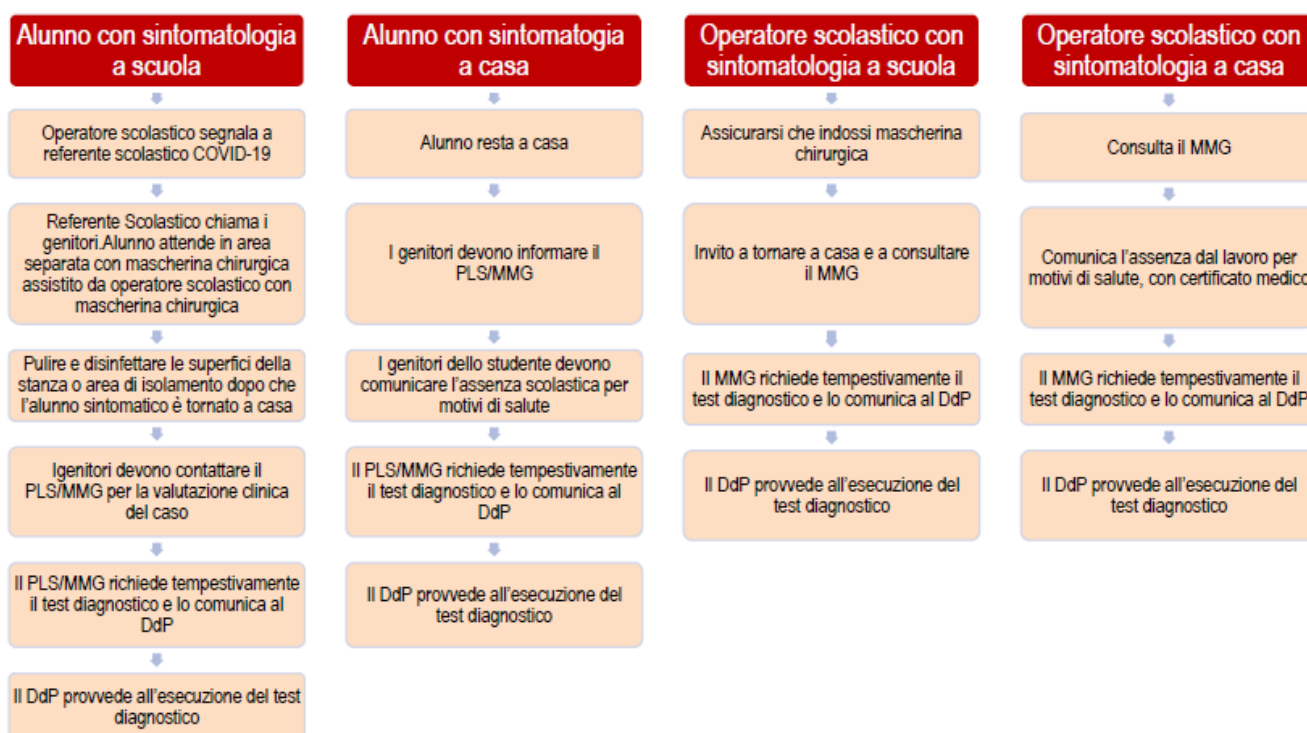 Alunno con sintomatologia
a scuola
Operatore scolastico segnala a
referente scolastico COVID-19
Referente Scolastico chiama i
genitori.Alunno attende in area
separata con mascherina chirurgica
assistito da operatore scolastico con
mascherina chirurgica
Pulire e disinfettare le superfici della
stanza o area di isolamento dopo che
l'alunno sintomatico è tornato a casa
Igenitori devono contattare il
PLS/MMG per la valutazione clinica
del caso
Il PLS/MMG richiede tempestivamente
il test diagnostico e lo comunica al
DdP
Il DdP provvede all'esecuzione del test
diagnostico
Alunno con sintomatogia
a casa
Alunno resta a casa
I genitori devono informare il
PLS/MMG
I genitori dello studente devono
comunicare l'assenza scolastica per
motivi di salute
Il PLS/MMG richiede tempestivamente
il test diagnostico e lo comunica al
DdP
Il DdP provvede all'esecuzione del
test diagnostico
Operatore scolastico con
sintomatologia a scuola
Assicurarsi che indossi mascherina
chirurgica
Invito a tornare a casa e a consultare
il MMG
Il MMG richiede tempestivamente il
test diagnostico e lo comunica al DdP
Il DdP provvede all'esecuzione del
test diagnostico
Operatore scolastico con
sintomatologia a casa
Consulta il MMG
Comunica l'assenza dal lavoro per
motivi di salute, con certificato medico
Il MMG richiede tempestivamente il
test diagnostico e lo comunica al DdP
Il DdP provvede all'esecuzione del
test diagnostico